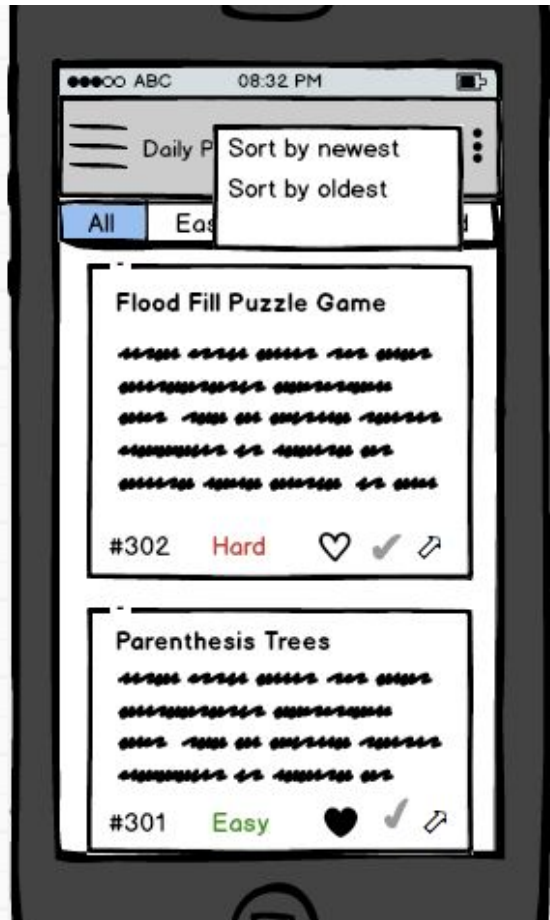 ABC 08:32 PM
Daily P
Sort by newest
Sort by oldest
All Eas d
Flood Fill Puzzle Game
#302 Hard
Parenthesis Trees
#301 Easy